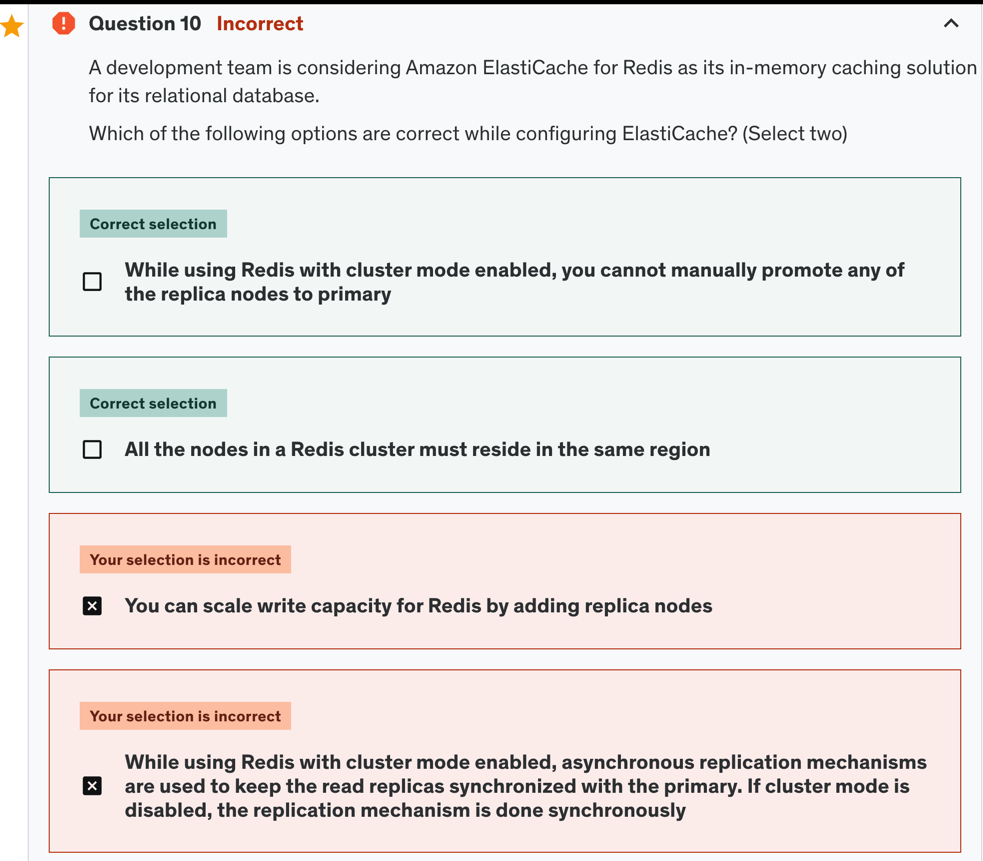 Question 10 Incorrect
A development team is considering Amazon ElastiCache for Redis as its in-memory caching solution
for its relational database.
Which of the following options are correct while configuring ElastiCache? (Select two)
Correct selection
While using Redis with cluster mode enabled, you cannot manually promote any of
the replica nodes to primary
Correct selection
All the nodes in a Redis cluster must reside in the same region
Your selection is incorrect
You can scale write capacity for Redis by adding replica nodes
Your selection is incorrect
While using Redis with cluster mode enabled, asynchronous replication mechanisms
are used to keep the read replicas synchronized with the primary. If cluster mode is
disabled, the replication mechanism is done synchronously